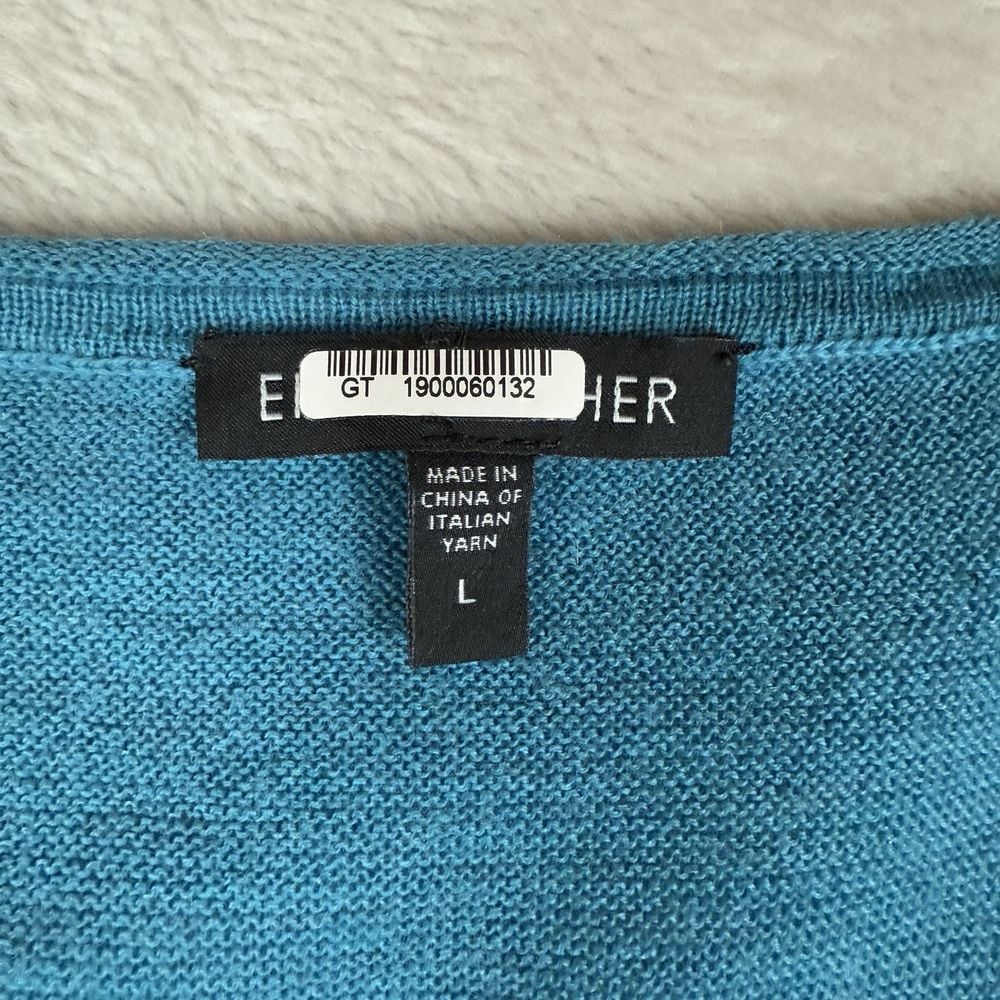 GT 1900060132
MADE IN
CHINA OF
ITALIAN
YARN
L